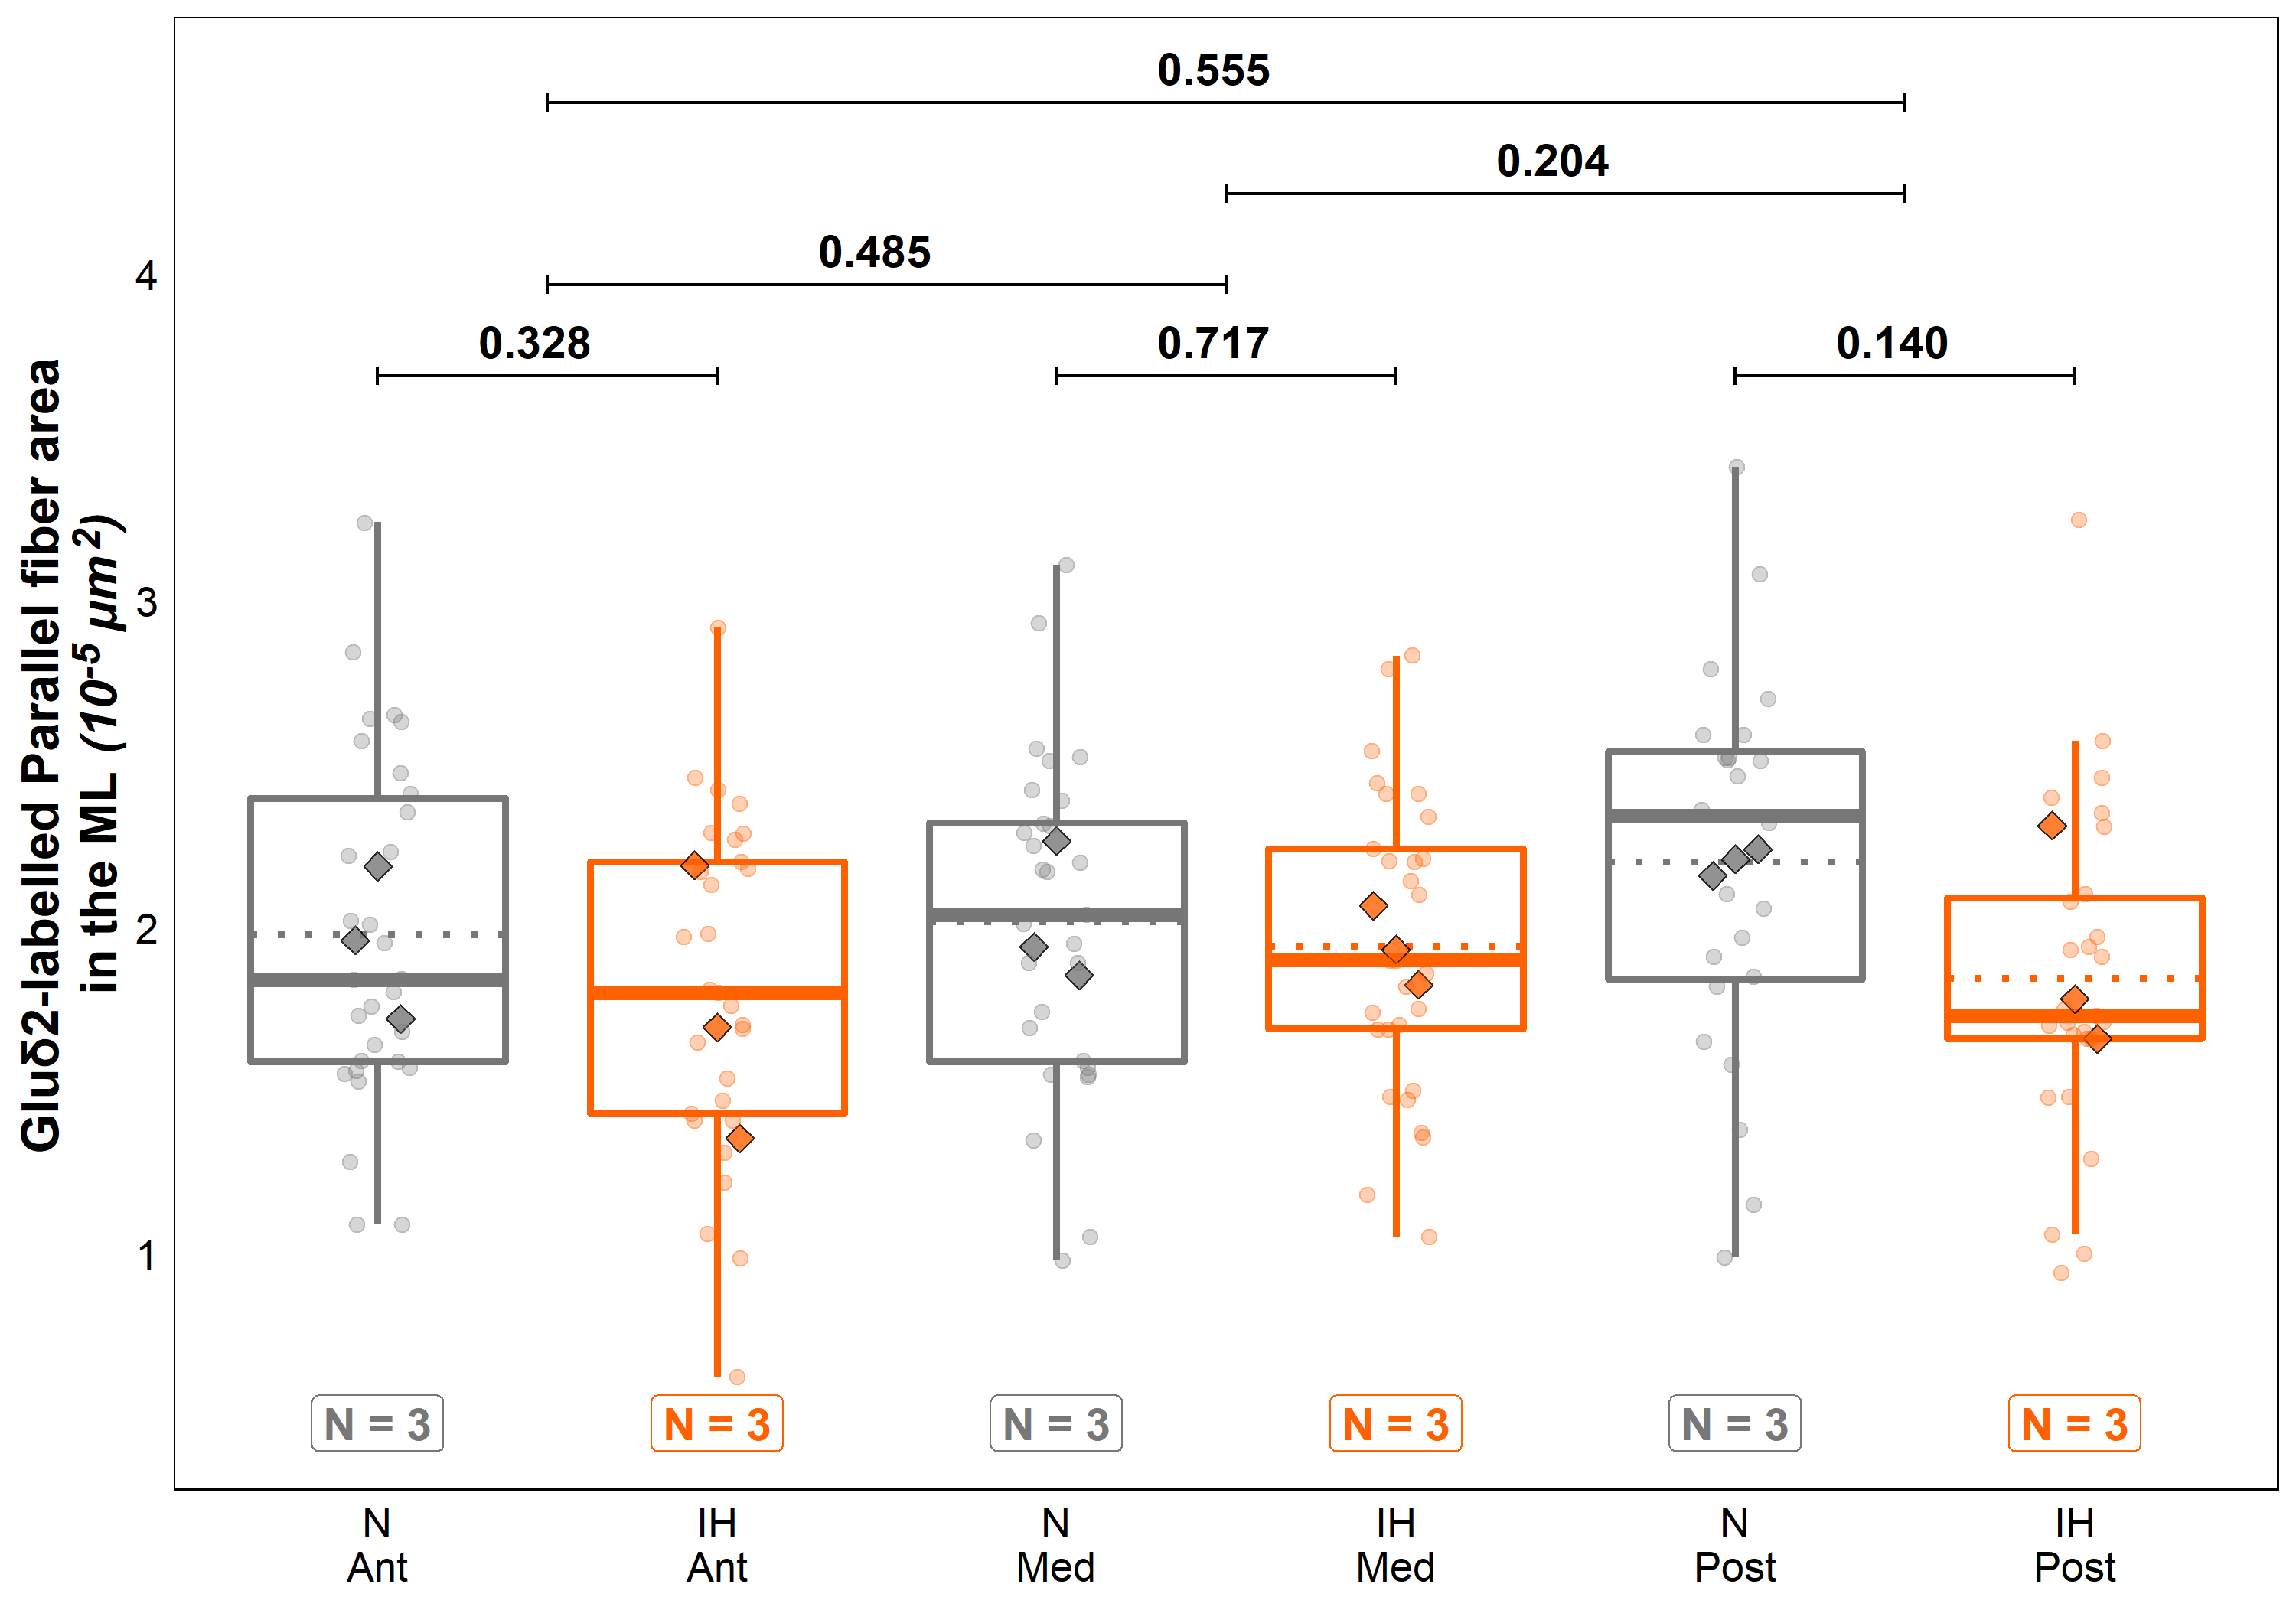 Gluδ2-labelled Parallel fiber area
in the ML (10⁻⁵ µm²)
4
3
2
1
0.555
0.204
0.485
0.328
0.717
0.140
N = 3
N = 3
N = 3
N = 3
N = 3
N = 3
N
Ant
IH
Ant
N
Med
IH
Med
N
Post
IH
Post